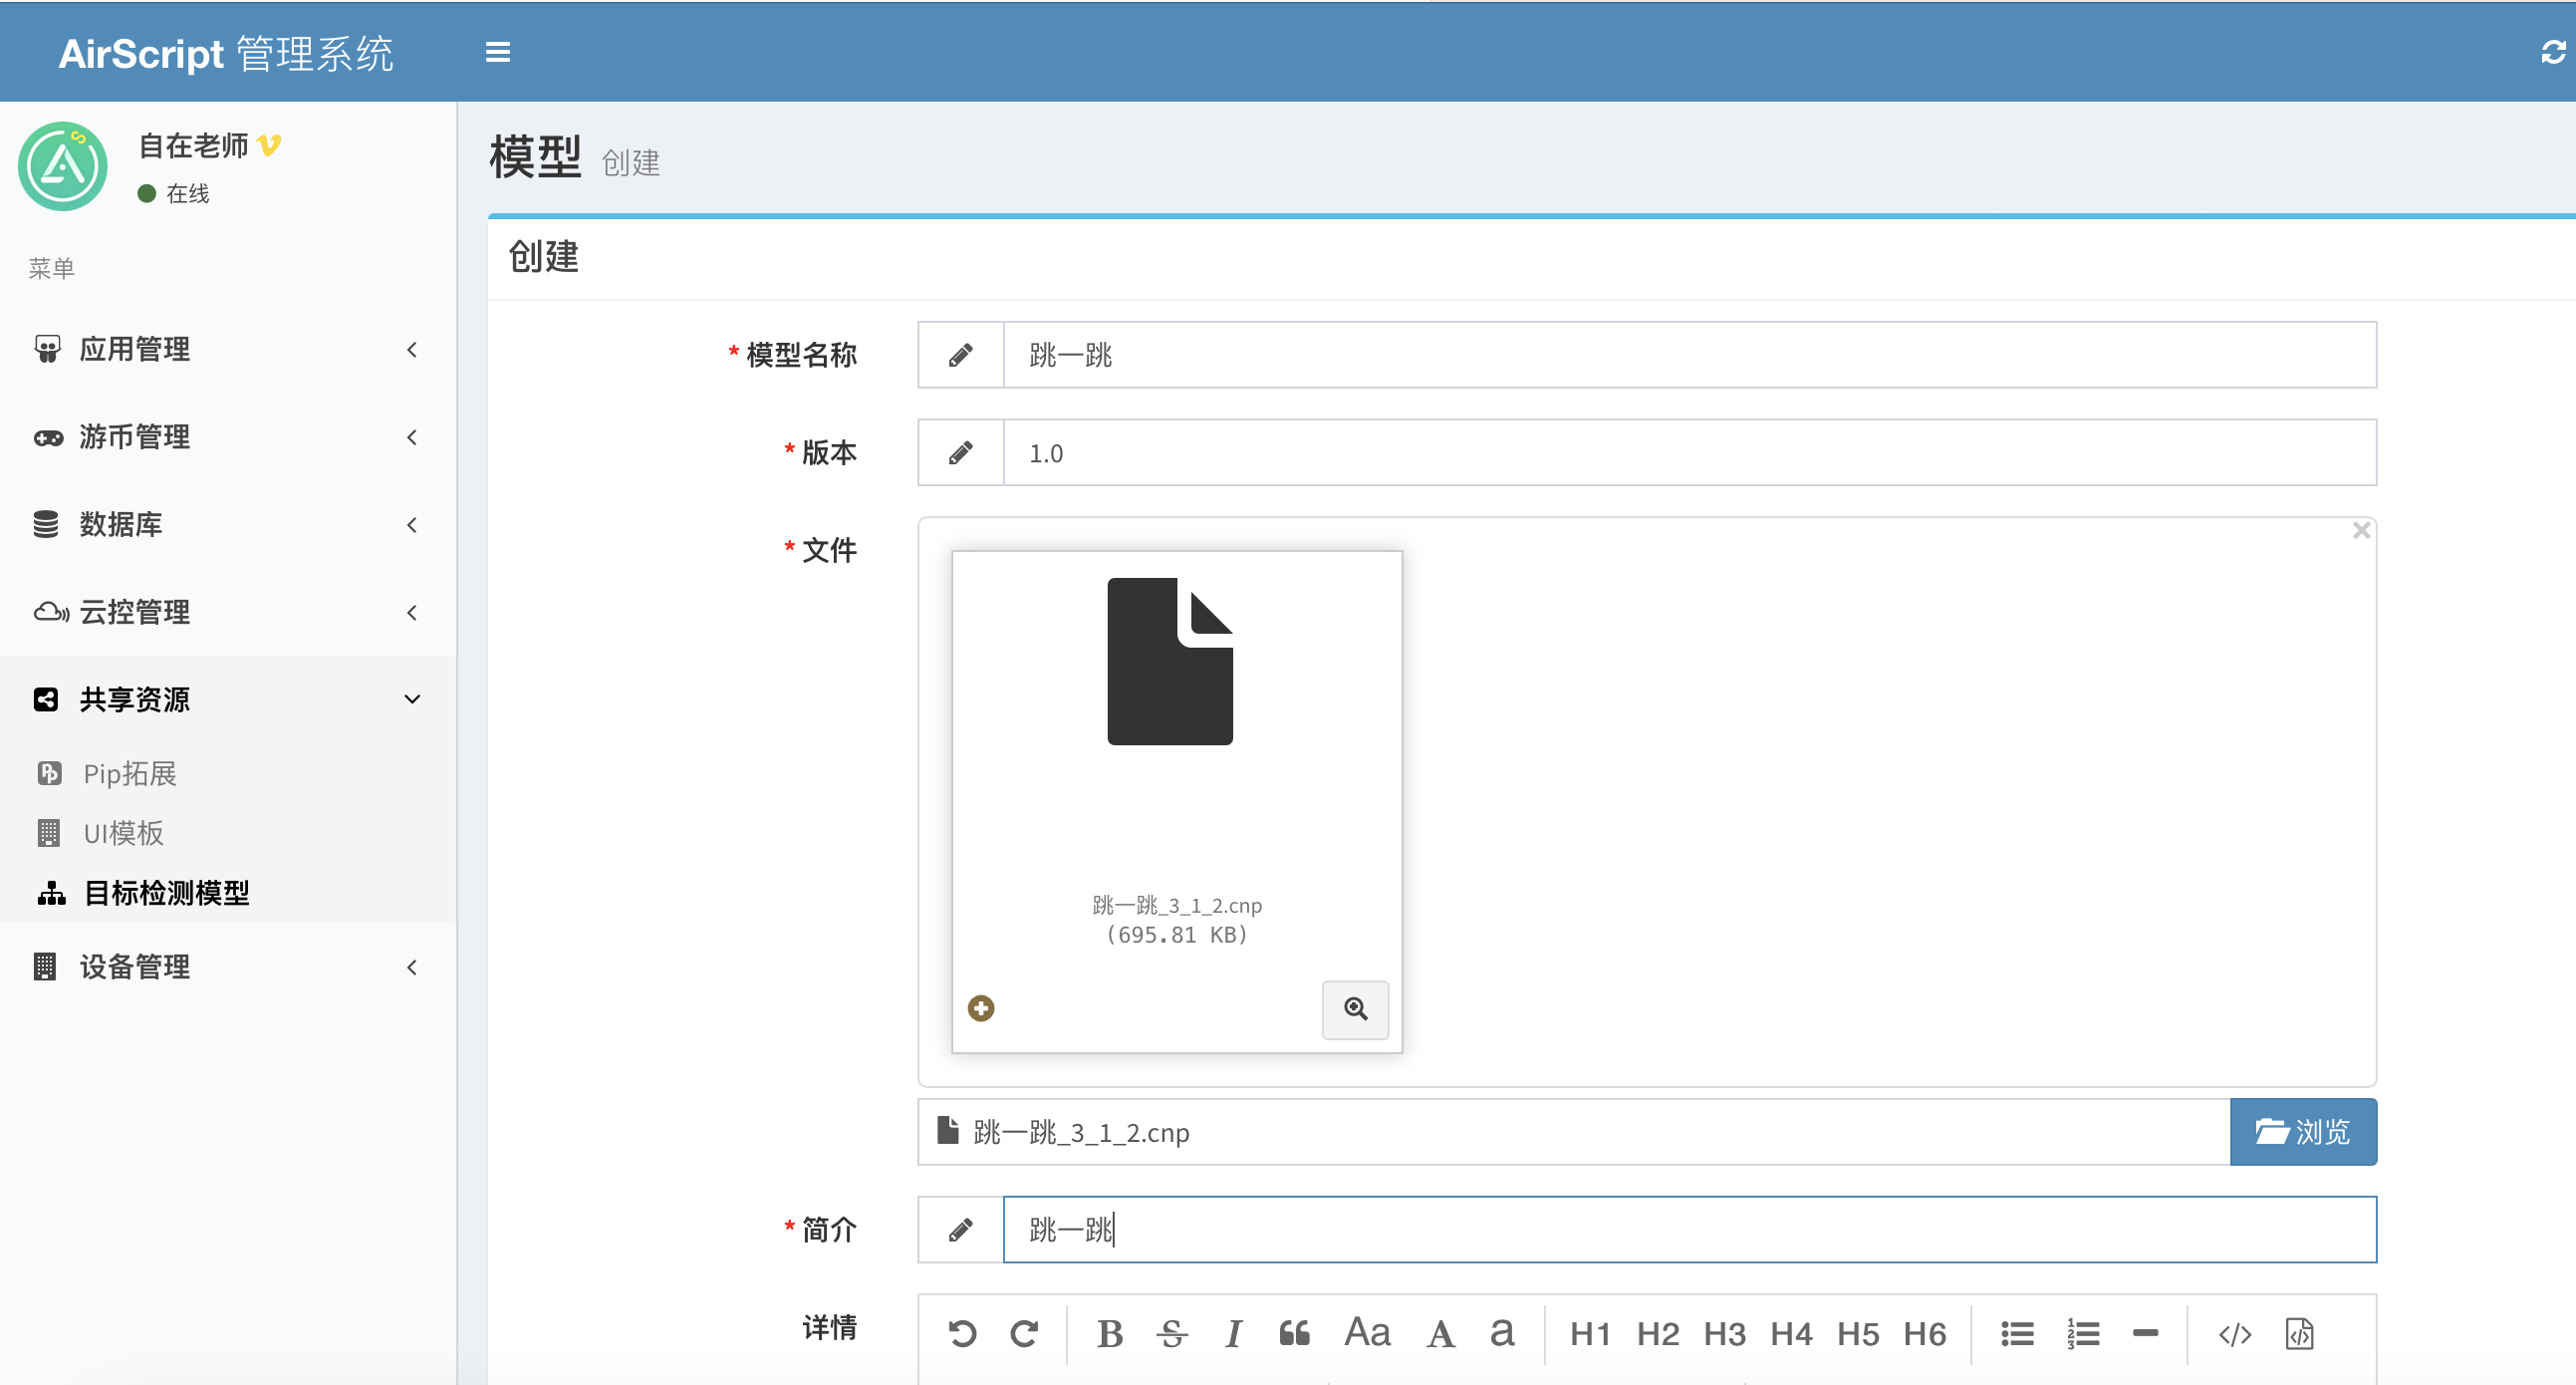 AirScript 管理系统
自在老师
在线
菜单
应用管理
游币管理
数据库
云控管理
共享资源
Pip拓展
UI模板
目标检测模型
设备管理
模型 创建
创建
* 模型名称 跳一跳
* 版本 1.0
* 文件
跳一跳_3_1_2.cnp
(695.81 KB)
跳一跳_3_1_2.cnp 浏览
* 简介 跳一跳
详情 B S I Aa A a H1 H2 H3 H4 H5 H6